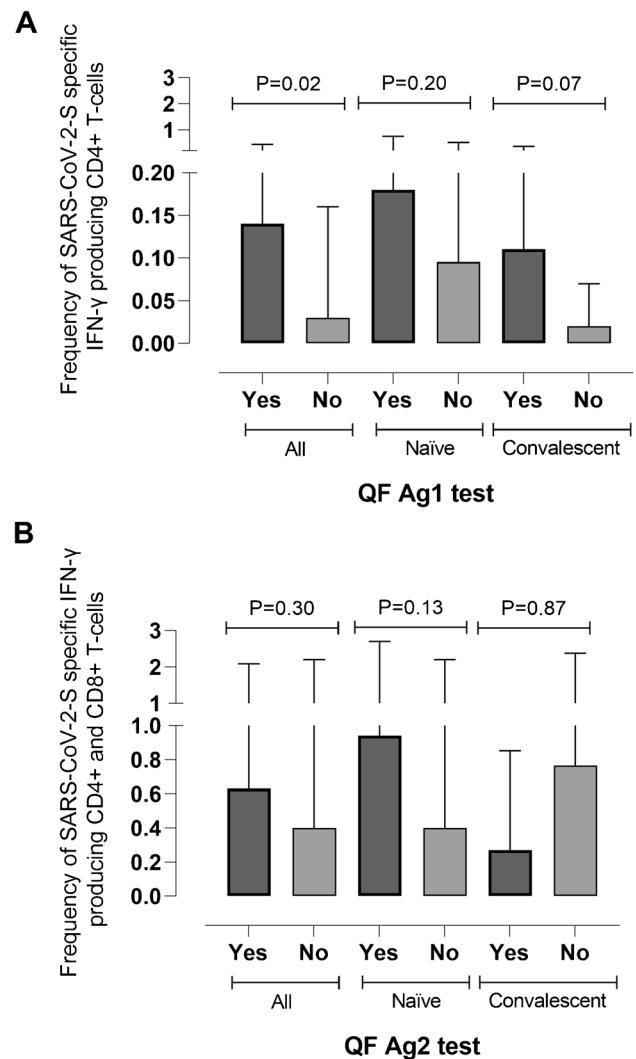 A
Frequency of SARS-CoV-2-S specific
IFN-γ producing CD4+ T-cells
P=0.02 P=0.20 P=0.07
3
2
1
0.20
0.15
0.10
0.05
0.00
Yes No Yes No Yes No
All Naïve Convalescent
QF Ag1 test
B
Frequency of SARS-CoV-2-S specific IFN-γ
producing CD4+ and CD8+ T-cells
P=0.30 P=0.13 P=0.87
3
2
1
1.0
0.8
0.6
0.4
0.2
0.0
Yes No Yes No Yes No
All Naïve Convalescent
QF Ag2 test